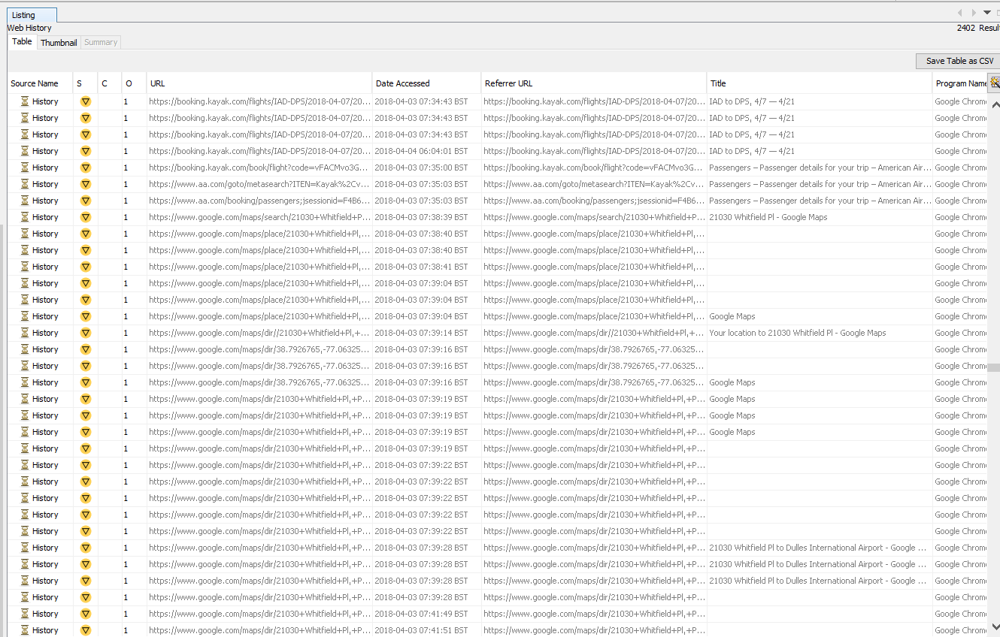 Listing
Web History
2402 Result
Table Thumbnail Summary
Save Table as CSV
Source Name S C O URL Date Accessed Referrer URL Title Program Name
History 1 https://booking.kayak.com/flights/IAD-DPS/2018-04-07/20... 2018-04-03 07:34:43 BST https://booking.kayak.com/flights/IAD-DPS/2018-04-07/20... IAD to DPS, 4/7 — 4/21 Google Chrome
History 1 https://booking.kayak.com/flights/IAD-DPS/2018-04-07/20... 2018-04-03 07:34:43 BST https://booking.kayak.com/flights/IAD-DPS/2018-04-07/20... IAD to DPS, 4/7 — 4/21 Google Chrome
History 1 https://booking.kayak.com/flights/IAD-DPS/2018-04-07/20... 2018-04-03 07:34:43 BST https://booking.kayak.com/flights/IAD-DPS/2018-04-07/20... IAD to DPS, 4/7 — 4/21 Google Chrome
History 1 https://booking.kayak.com/flights/IAD-DPS/2018-04-07/20... 2018-04-04 06:04:01 BST https://booking.kayak.com/flights/IAD-DPS/2018-04-07/20... IAD to DPS, 4/7 — 4/21 Google Chrome
History 1 https://booking.kayak.com/book/flight?code=vFACMvo3G... 2018-04-03 07:35:00 BST https://booking.kayak.com/book/flight?code=vFACMvo3G... Passengers – Passenger details for your trip – American Air... Google Chrome
History 1 https://www.aa.com/goto/metasearch?ITEN=Kayak%2Cv... 2018-04-03 07:35:03 BST https://www.aa.com/goto/metasearch?ITEN=Kayak%2Cv... Passengers – Passenger details for your trip – American Air... Google Chrome
History 1 https://www.aa.com/booking/passengers;jsessionid=F4B6... 2018-04-03 07:35:03 BST https://www.aa.com/booking/passengers;jsessionid=F4B6... Passengers – Passenger details for your trip – American Air... Google Chrome
History 1 https://www.google.com/maps/search/21030+Whitfield+P... 2018-04-03 07:38:39 BST https://www.google.com/maps/search/21030+Whitfield+P... 21030 Whitfield Pl - Google Maps Google Chrome
History 1 https://www.google.com/maps/place/21030+Whitfield+Pl,... 2018-04-03 07:38:40 BST https://www.google.com/maps/place/21030+Whitfield+Pl,... Google Chrome
History 1 https://www.google.com/maps/place/21030+Whitfield+Pl,... 2018-04-03 07:38:40 BST https://www.google.com/maps/place/21030+Whitfield+Pl,... Google Chrome
History 1 https://www.google.com/maps/place/21030+Whitfield+Pl,... 2018-04-03 07:38:41 BST https://www.google.com/maps/place/21030+Whitfield+Pl,... Google Chrome
History 1 https://www.google.com/maps/place/21030+Whitfield+Pl,... 2018-04-03 07:39:04 BST https://www.google.com/maps/place/21030+Whitfield+Pl,... Google Chrome
History 1 https://www.google.com/maps/place/21030+Whitfield+Pl,... 2018-04-03 07:39:04 BST https://www.google.com/maps/place/21030+Whitfield+Pl,... Google Chrome
History 1 https://www.google.com/maps/place/21030+Whitfield+Pl,... 2018-04-03 07:39:04 BST https://www.google.com/maps/place/21030+Whitfield+Pl,... Google Maps Google Chrome
History 1 https://www.google.com/maps/dir//21030+Whitfield+Pl,+... 2018-04-03 07:39:14 BST https://www.google.com/maps/dir//21030+Whitfield+Pl,+... Your location to 21030 Whitfield Pl - Google Maps Google Chrome
History 1 https://www.google.com/maps/dir/38.7926765,-77.06325... 2018-04-03 07:39:16 BST https://www.google.com/maps/dir/38.7926765,-77.06325... Google Chrome
History 1 https://www.google.com/maps/dir/38.7926765,-77.06325... 2018-04-03 07:39:16 BST https://www.google.com/maps/dir/38.7926765,-77.06325... Google Chrome
History 1 https://www.google.com/maps/dir/38.7926765,-77.06325... 2018-04-03 07:39:16 BST https://www.google.com/maps/dir/38.7926765,-77.06325... Google Maps Google Chrome
History 1 https://www.google.com/maps/dir/21030+Whitfield+Pl,+P... 2018-04-03 07:39:19 BST https://www.google.com/maps/dir/21030+Whitfield+Pl,+P... Google Maps Google Chrome
History 1 https://www.google.com/maps/dir/21030+Whitfield+Pl,+P... 2018-04-03 07:39:19 BST https://www.google.com/maps/dir/21030+Whitfield+Pl,+P... Google Maps Google Chrome
History 1 https://www.google.com/maps/dir/21030+Whitfield+Pl,+P... 2018-04-03 07:39:19 BST https://www.google.com/maps/dir/21030+Whitfield+Pl,+P... Google Maps Google Chrome
History 1 https://www.google.com/maps/dir/21030+Whitfield+Pl,+P... 2018-04-03 07:39:19 BST https://www.google.com/maps/dir/21030+Whitfield+Pl,+P... Google Chrome
History 1 https://www.google.com/maps/dir/21030+Whitfield+Pl,+P... 2018-04-03 07:39:22 BST https://www.google.com/maps/dir/21030+Whitfield+Pl,+P... Google Chrome
History 1 https://www.google.com/maps/dir/21030+Whitfield+Pl,+P... 2018-04-03 07:39:22 BST https://www.google.com/maps/dir/21030+Whitfield+Pl,+P... Google Chrome
History 1 https://www.google.com/maps/dir/21030+Whitfield+Pl,+P... 2018-04-03 07:39:22 BST https://www.google.com/maps/dir/21030+Whitfield+Pl,+P... Google Chrome
History 1 https://www.google.com/maps/dir/21030+Whitfield+Pl,+P... 2018-04-03 07:39:22 BST https://www.google.com/maps/dir/21030+Whitfield+Pl,+P... Google Chrome
History 1 https://www.google.com/maps/dir/21030+Whitfield+Pl,+P... 2018-04-03 07:39:22 BST https://www.google.com/maps/dir/21030+Whitfield+Pl,+P... Google Chrome
History 1 https://www.google.com/maps/dir/21030+Whitfield+Pl,+P... 2018-04-03 07:39:28 BST https://www.google.com/maps/dir/21030+Whitfield+Pl,+P... 21030 Whitfield Pl to Dulles International Airport - Google ... Google Chrome
History 1 https://www.google.com/maps/dir/21030+Whitfield+Pl,+P... 2018-04-03 07:39:28 BST https://www.google.com/maps/dir/21030+Whitfield+Pl,+P... 21030 Whitfield Pl to Dulles International Airport - Google ... Google Chrome
History 1 https://www.google.com/maps/dir/21030+Whitfield+Pl,+P... 2018-04-03 07:39:28 BST https://www.google.com/maps/dir/21030+Whitfield+Pl,+P... 21030 Whitfield Pl to Dulles International Airport - Google ... Google Chrome
History 1 https://www.google.com/maps/dir/21030+Whitfield+Pl,+P... 2018-04-03 07:39:28 BST https://www.google.com/maps/dir/21030+Whitfield+Pl,+P... Google Chrome
History 1 https://www.google.com/maps/dir/21030+Whitfield+Pl,+P... 2018-04-03 07:41:49 BST https://www.google.com/maps/dir/21030+Whitfield+Pl,+P... Google Chrome
History 1 https://www.google.com/maps/dir/21030+Whitfield+Pl,+P... 2018-04-03 07:41:51 BST https://www.google.com/maps/dir/21030+Whitfield+Pl,+P... Google Chrome